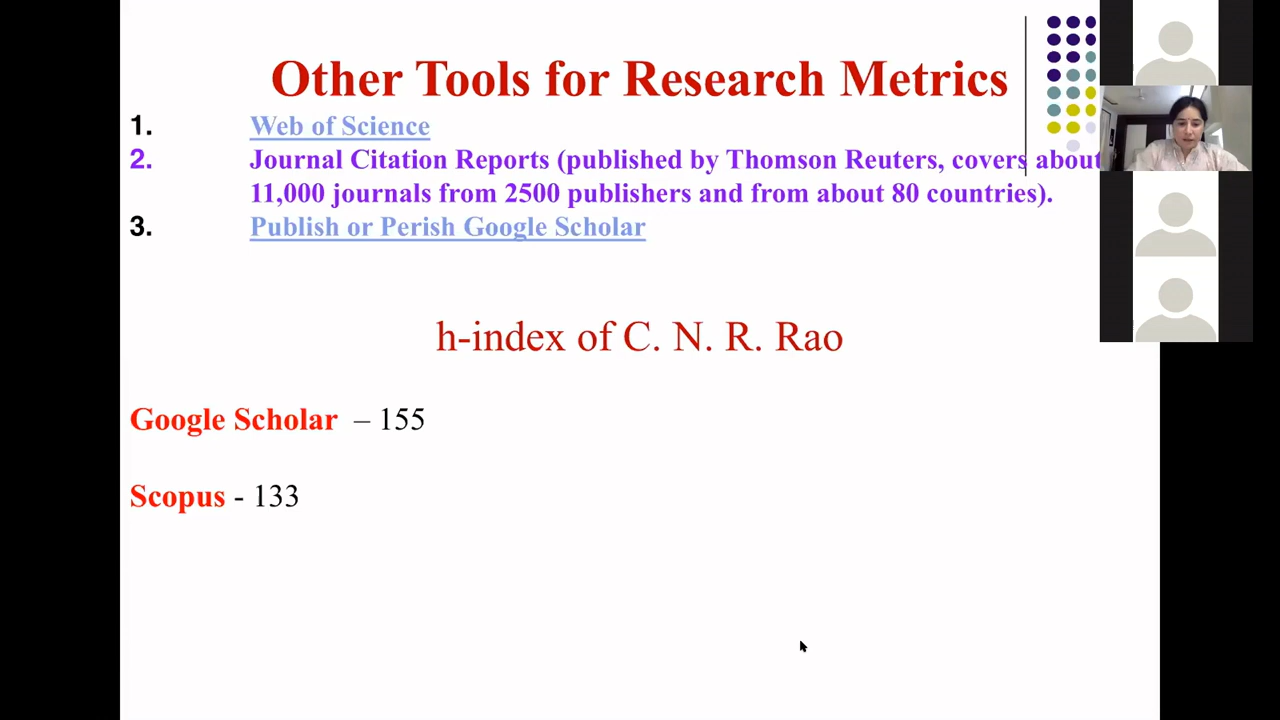 Other Tools for Research Metrics
1. Web of Science
2. Journal Citation Reports (published by Thomson Reuters, covers about
11,000 journals from 2500 publishers and from about 80 countries).
3. Publish or Perish Google Scholar
h-index of C. N. R. Rao
Google Scholar – 155
Scopus - 133